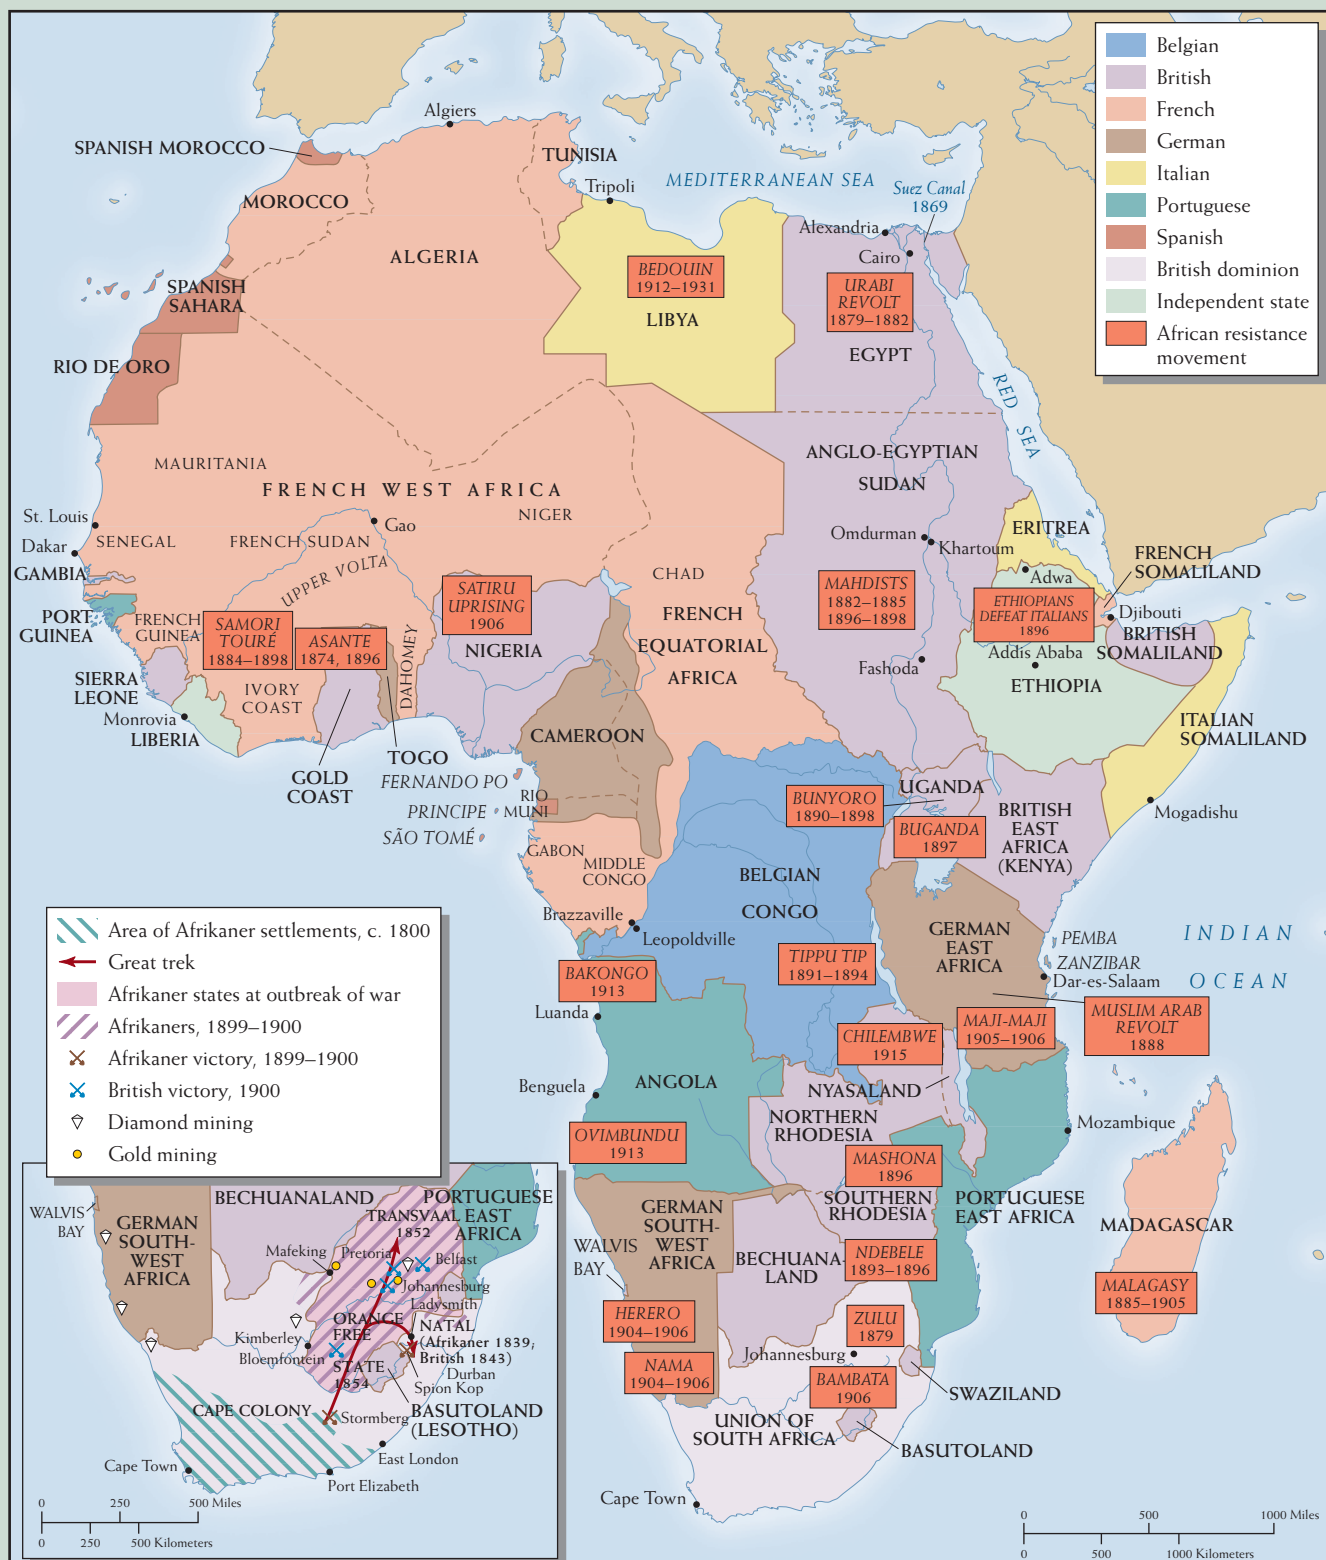 Belgian
British
French
German
Italian
Portuguese
Spanish
British dominion
Independent state
African resistance
movement
Algiers
SPANISH MOROCCO
TUNISIA
MOROCCO
Tripoli
MEDITERRANEAN SEA
Suez Canal
1869
Alexandria
Cairo
ALGERIA
BEDOUIN
1912–1931
LIBYA
URABI
REVOLT
1879–1882
EGYPT
SPANISH
SAHARA
RIO DE ORO
RED SEA
MAURITANIA
FRENCH WEST AFRICA
NIGER
ANGLO-EGYPTIAN
SUDAN
St. Louis
Dakar
SENEGAL
FRENCH SUDAN
Gao
UPPER VOLTA
Omdurman
Khartoum
ERITREA
FRENCH
SOMALILAND
Adwa
Djibouti
GAMBIA
PORT
GUINEA
FRENCH
GUINEA
SAMORI
TOURÉ
1884–1898
ASANTE
1874, 1896
SATIRU
UPRISING
1906
CHAD
FRENCH
EQUATORIAL
AFRICA
MAHDISTS
1882–1885
1896–1898
ETHIOPIANS
DEFEAT ITALIANS
1896
BRITISH
SOMALILAND
Addis Ababa
ETHIOPIA
Fashoda
SIERRA
LEONE
IVORY
COAST
DAHOMEY
NIGERIA
Monrovia
LIBERIA
CAMEROON
ITALIAN
SOMALILAND
TOGO
GOLD
COAST
FERNANDO PO
PRINCIPE
RIO
MUNI
SÃO TOMÉ
BUNYORO
1890–1898
UGANDA
BUGANDA
1897
BRITISH
EAST
AFRICA
(KENYA)
Mogadishu
GABON
MIDDLE
CONGO
BELGIAN
CONGO
Brazzaville
Leopoldville
GERMAN
EAST
AFRICA
PEMBA
ZANZIBAR
Dar-es-Salaam
INDIAN
OCEAN
BAKONGO
1913
TIPPU TIP
1891–1894
Luanda
CHILEMBWE
1915
MAJI-MAJI
1905–1906
MUSLIM ARAB
REVOLT
1888
Benguela
ANGOLA
NYASALAND
NORTHERN
RHODESIA
Mozambique
OVIMBUNDU
1913
MASHONA
1896
SOUTHERN
RHODESIA
PORTUGUESE
EAST AFRICA
MADAGASCAR
GERMAN
SOUTH-
WEST
AFRICA
WALVIS
BAY
BECHUANA-
LAND
NDEBELE
1893–1896
MALAGASY
1885–1905
HERERO
1904–1906
ZULU
1879
Johannesburg
NAMA
1904–1906
BAMBATA
1906
SWAZILAND
UNION OF
SOUTH AFRICA
BASUTOLAND
Cape Town
0 500 1000 Miles
0 500 1000 Kilometers
Area of Afrikaner settlements, c. 1800
Great trek
Afrikaner states at outbreak of war
Afrikaners, 1899–1900
Afrikaner victory, 1899–1900
British victory, 1900
Diamond mining
Gold mining
WALVIS
BAY
GERMAN
SOUTH-
WEST
AFRICA
BECHUANALAND
TRANSVAAL
1852
PORTUGUESE
EAST
AFRICA
Mafeking
Pretoria
Belfast
Johannesburg
Ladysmith
ORANGE
FREE
STATE
1854
NATAL
(Afrikaner 1839;
British 1843)
Kimberley
Bloemfontein
Durban
Spion Kop
CAPE COLONY
Stormberg
BASUTOLAND
(LESOTHO)
East London
Cape Town
Port Elizabeth
0 250 500 Miles
0 250 500 Kilometers